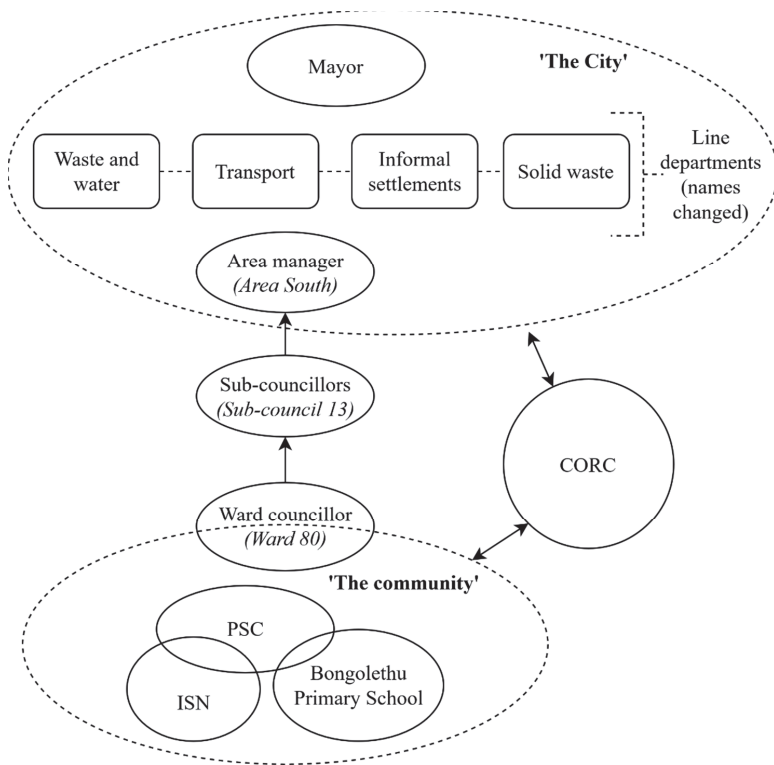 Mayor
'The City'
Waste and
water
Transport
Informal
settlements
Solid waste
Line
departments
(names
changed)
Area manager
(Area South)
Sub-councillors
(Sub-council 13)
CORC
Ward councillor
(Ward 80)
'The community'
PSC
ISN
Bongolethu
Primary School